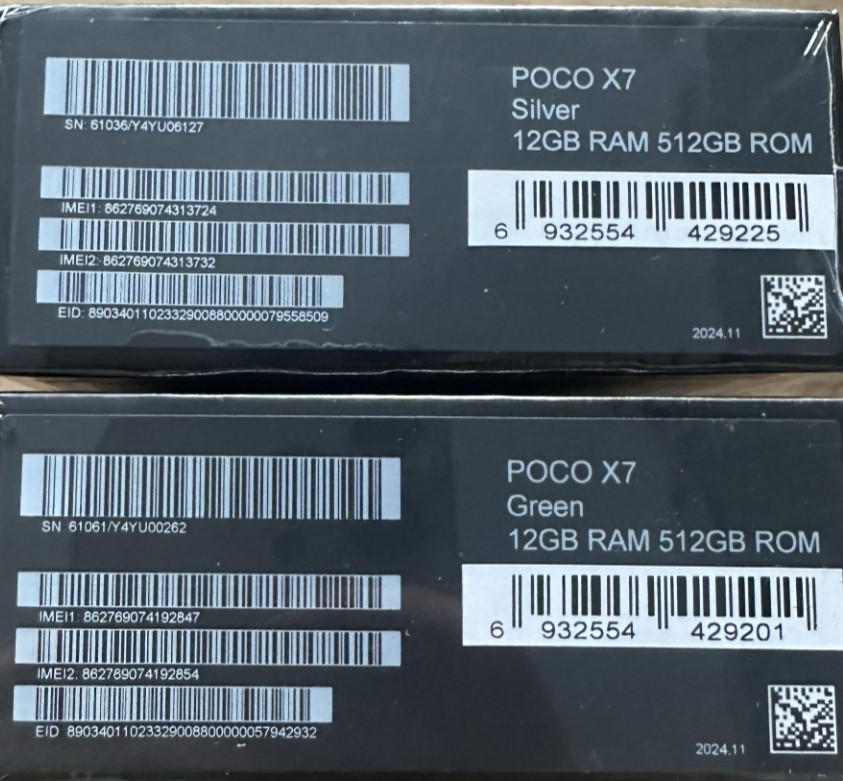 POCO X7
Silver
12GB RAM 512GB ROM
SN: 61036/Y4YU06127
IMEI1: 862769074313724
IMEI2: 862769074313732
EID: 89034011023329008800000079558509
6 932554 429225
2024.11
POCO X7
Green
12GB RAM 512GB ROM
SN 61061/Y4YU00262
IMEI1: 862769074192847
IMEI2. 862769074192854
EID 89034011023329008800000057942932
6 932554 429201
2024.11